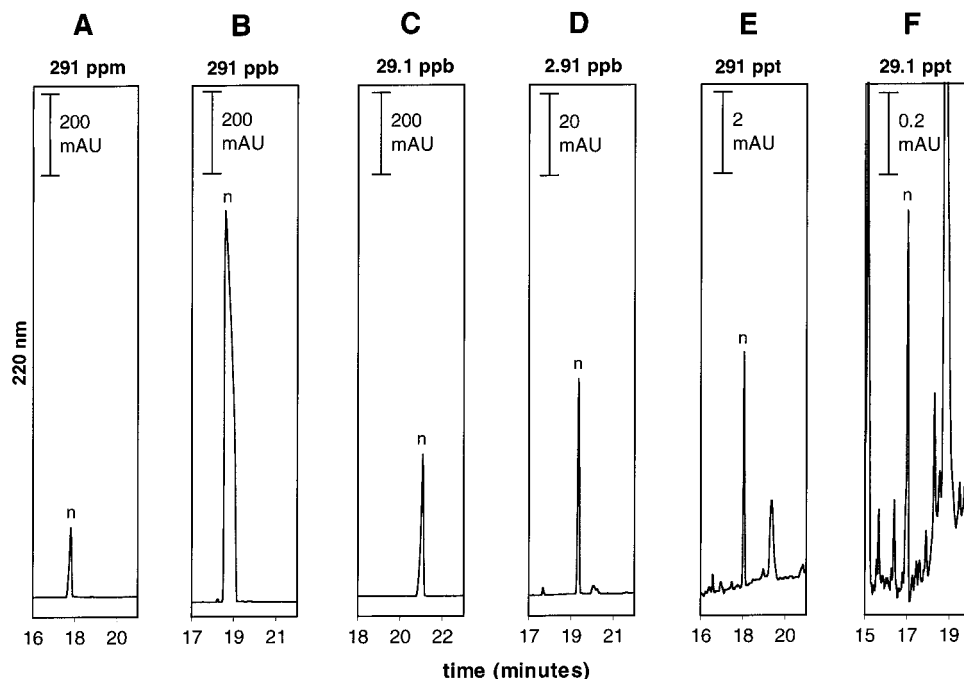 A B C D E F
291 ppm 291 ppb 29.1 ppb 2.91 ppb 291 ppt 29.1 ppt
200 mAU
200 mAU
200 mAU
20 mAU
2 mAU
0.2 mAU
n
n
n
n
n
n
220 nm
16 18 20 17 19 21 18 20 22 17 19 21 16 18 20 15 17 19
time (minutes)